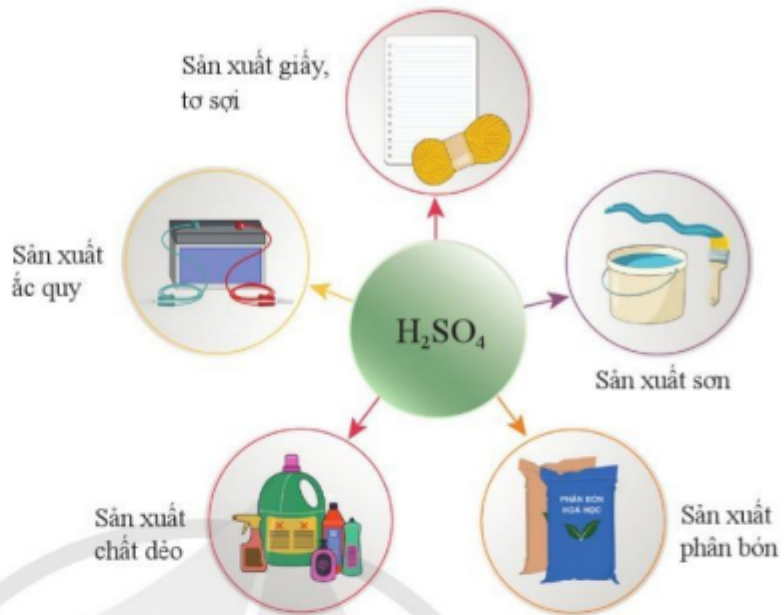 Sản xuất giấy,
tơ sợi
Sản xuất
ắc quy
H₂SO₄
Sản xuất sơn
Sản xuất
chất dẻo
PHÂN BÓN
HOÁ HỌC
Sản xuất
phân bón